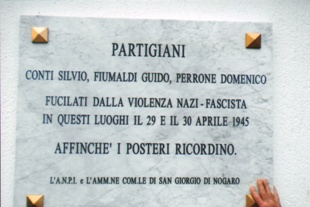 PARTIGIANI
CONTI SILVIO, FIUMALDI GUIDO, PERRONE DOMENICO
FUCILATI DALLA VIOLENZA NAZI-FASCISTA
IN QUESTI LUOGHI IL 29 E IL 30 APRILE 1945
AFFINCHE' I POSTERI RICORDINO.
L'A.N.P.I. e L'AMM.NE COM.LE DI SAN GIORGIO DI NOGARO